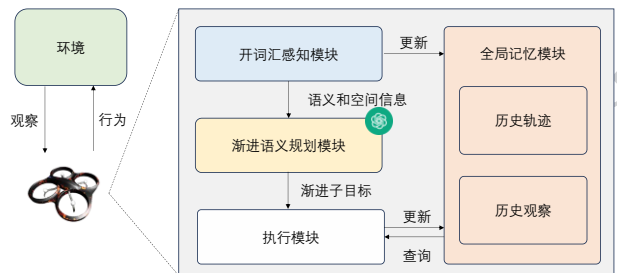 环境
观察
行为
开词汇感知模块
更新
全局记忆模块
语义和空间信息
历史轨迹
渐进语义规划模块
渐进子目标
历史观察
执行模块
更新
查询